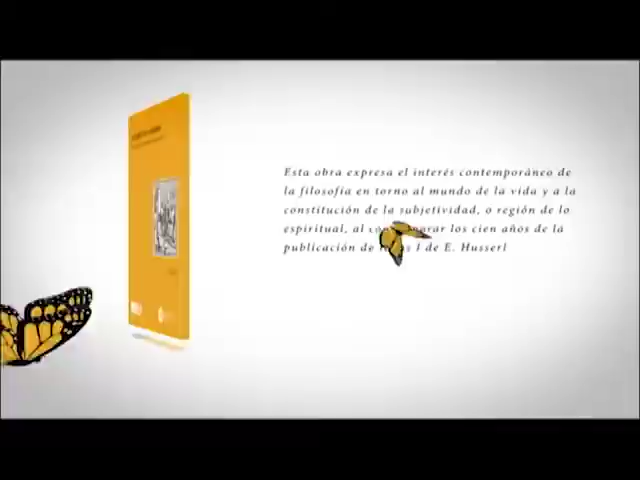 Esta obra expresa el interés contemporáneo de
la filosofía en torno al mundo de la vida y a la
constitución de la subjetividad, o región de lo
espiritual, al los cien años de la
publicación de I de E. Husserl